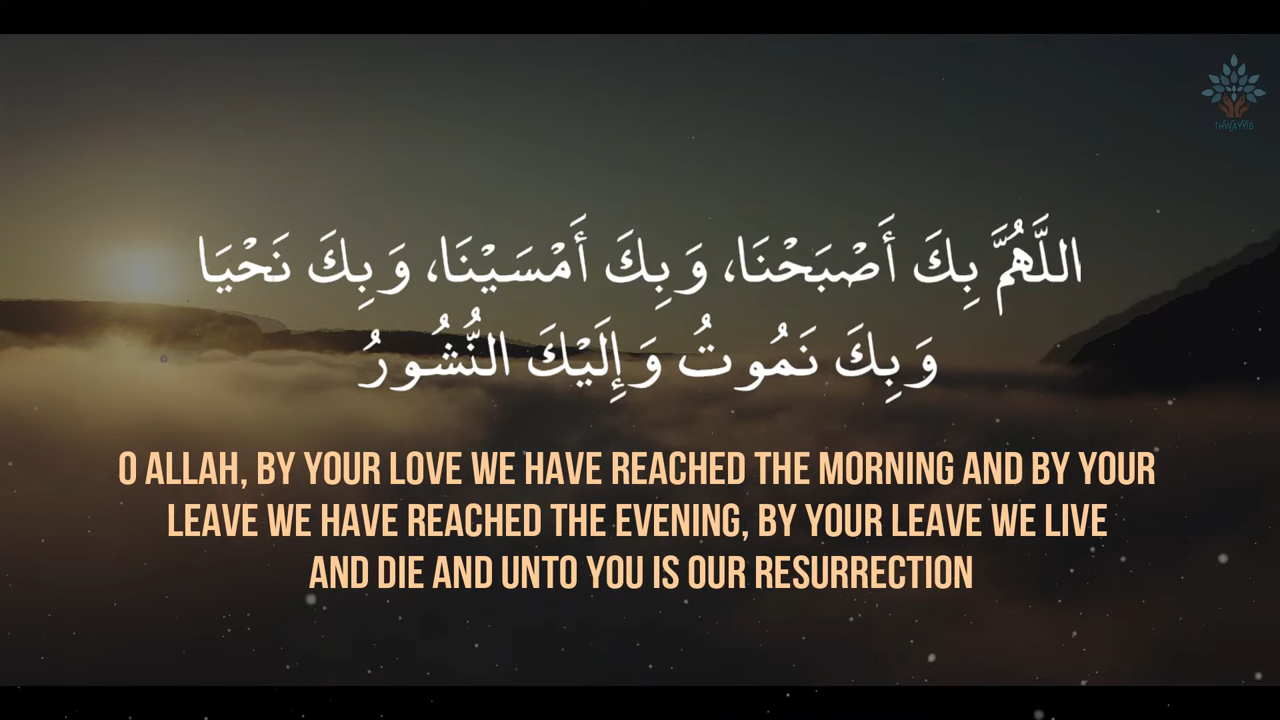 THWAYYIB
اللَّهُمَّ بِكَ أَصْبَحْنَا، وَبِكَ أَمْسَيْنَا، وَبِكَ نَحْيَا
وَبِكَ نَمُوتُ وَإِلَيْكَ النُّشُورُ
O ALLAH, BY YOUR LOVE WE HAVE REACHED THE MORNING AND BY YOUR
LEAVE WE HAVE REACHED THE EVENING, BY YOUR LEAVE WE LIVE
AND DIE AND UNTO YOU IS OUR RESURRECTION